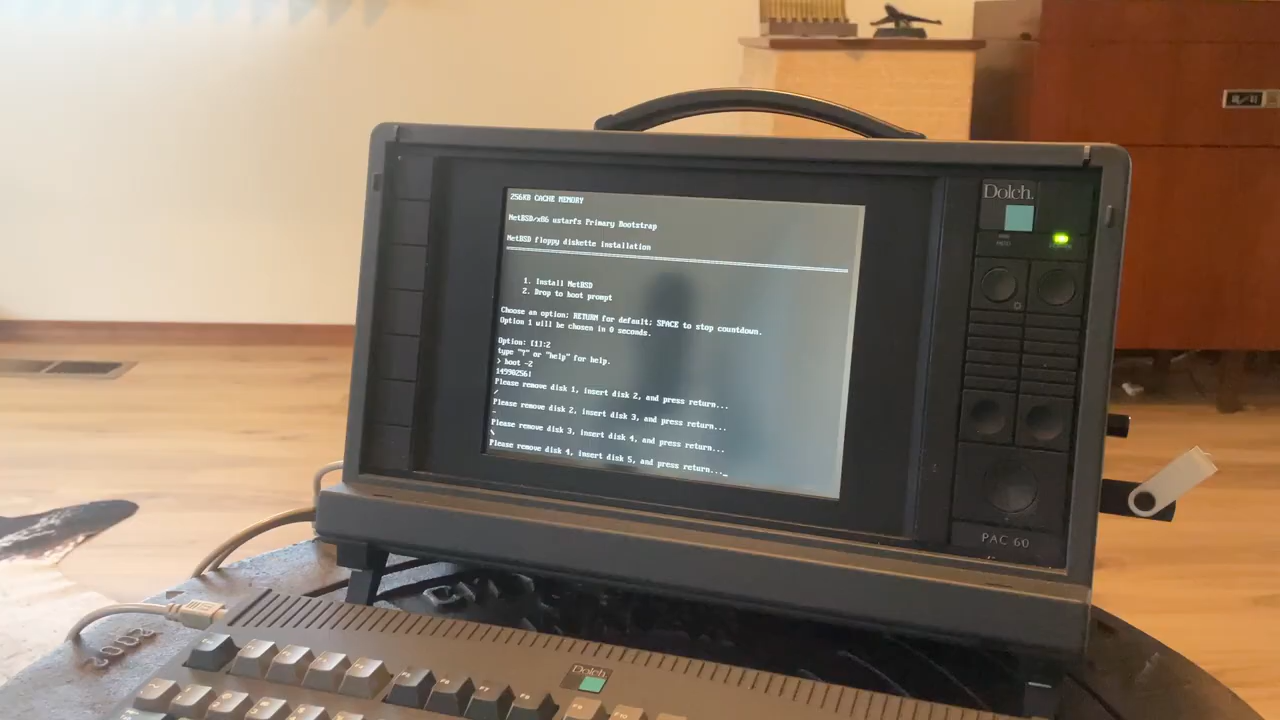 256KB CACHE MEMORY
NetBSD/x86 ustarfs Primary Bootstrap
NetBSD floppy diskette installation
1. Install NetBSD
2. Drop to boot prompt
Choose an option; RETURN for default; SPACE to stop countdown.
Option 1 will be chosen in 0 seconds.
Option: [1]:2
type "?" or "help" for help.
> boot -2
14990256|
Please remove disk 1, insert disk 2, and press return...
/
Please remove disk 2, insert disk 3, and press return...
-
Please remove disk 3, insert disk 4, and press return...
\
Please remove disk 4, insert disk 5, and press return..._
Dolch.
PAC 60
Dolch.
2002